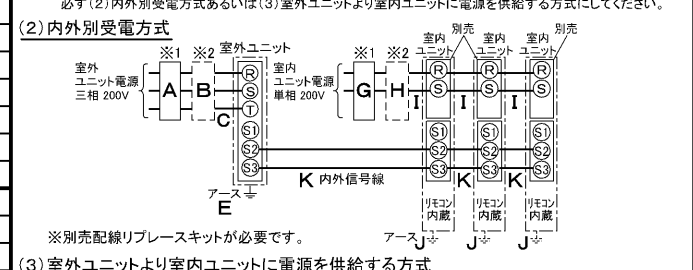 必ず(2)内外別受電方式あるいは(3)室外ユニットより室内ユニットに電源を供給する方式にしてください。
(2)内外別受電方式
※1 ※2 室外ユニット
室外
ユニット電源
三相 200V
A B C
R
S
T
S1
S2
S3
アース
E
※1 ※2
室内
ユニット電源
単相 200V
G H
室内
ユニット
別売
室内
ユニット
室内
ユニット
別売
R R R
S S S
I I I
S1 S1 S1
S2 S2 S2
S3 S3 S3
K 内外信号線
K K
リモコン
内蔵
リモコン
内蔵
リモコン
内蔵
アース J J J
※別売配線リプレースキットが必要です。
(3)室外ユニットより室内ユニットに電源を供給する方式